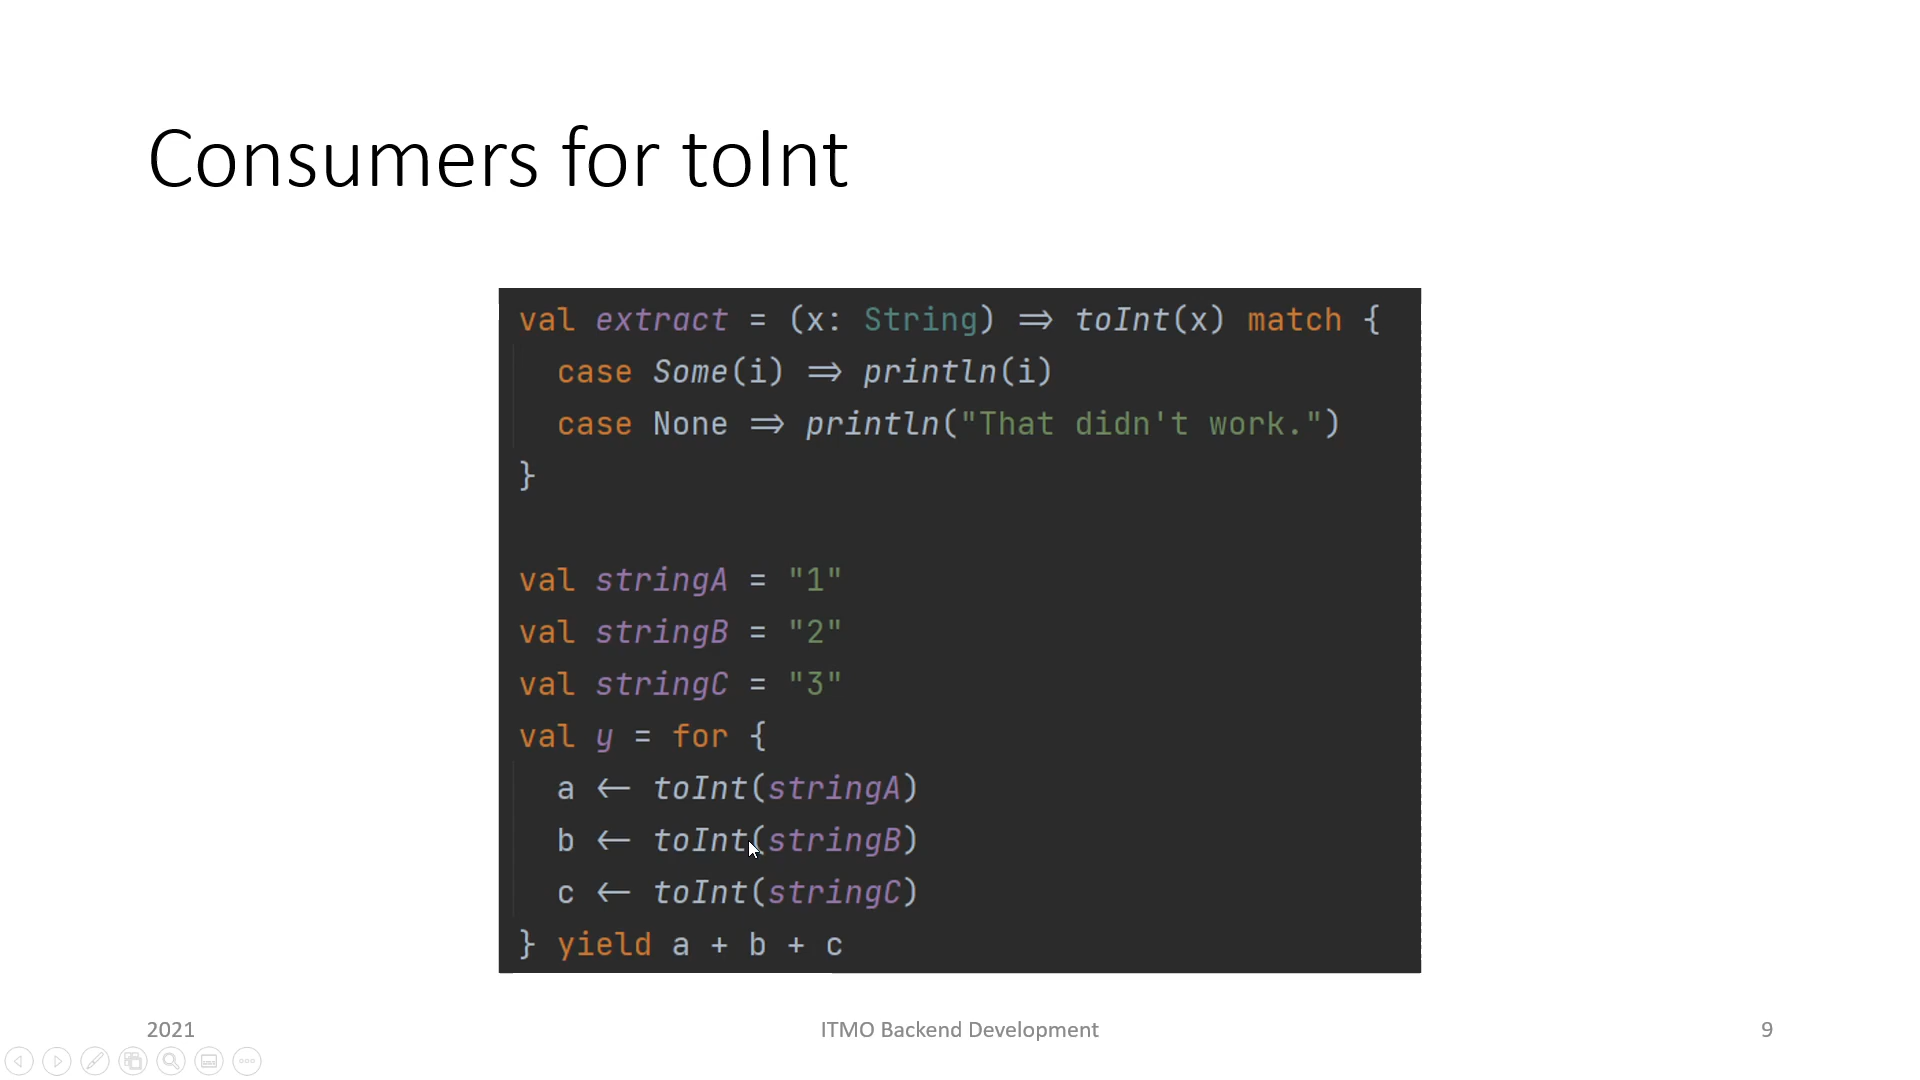 Consumers for toInt
val extract = (x: String) => toInt(x) match {
case Some(i) => println(i)
case None => println("That didn't work.")
}
val stringA = "1"
val stringB = "2"
val stringC = "3"
val y = for {
a <- toInt(stringA)
b <- toInt(stringB)
c <- toInt(stringC)
} yield a + b + c
2021
ITMO Backend Development
9